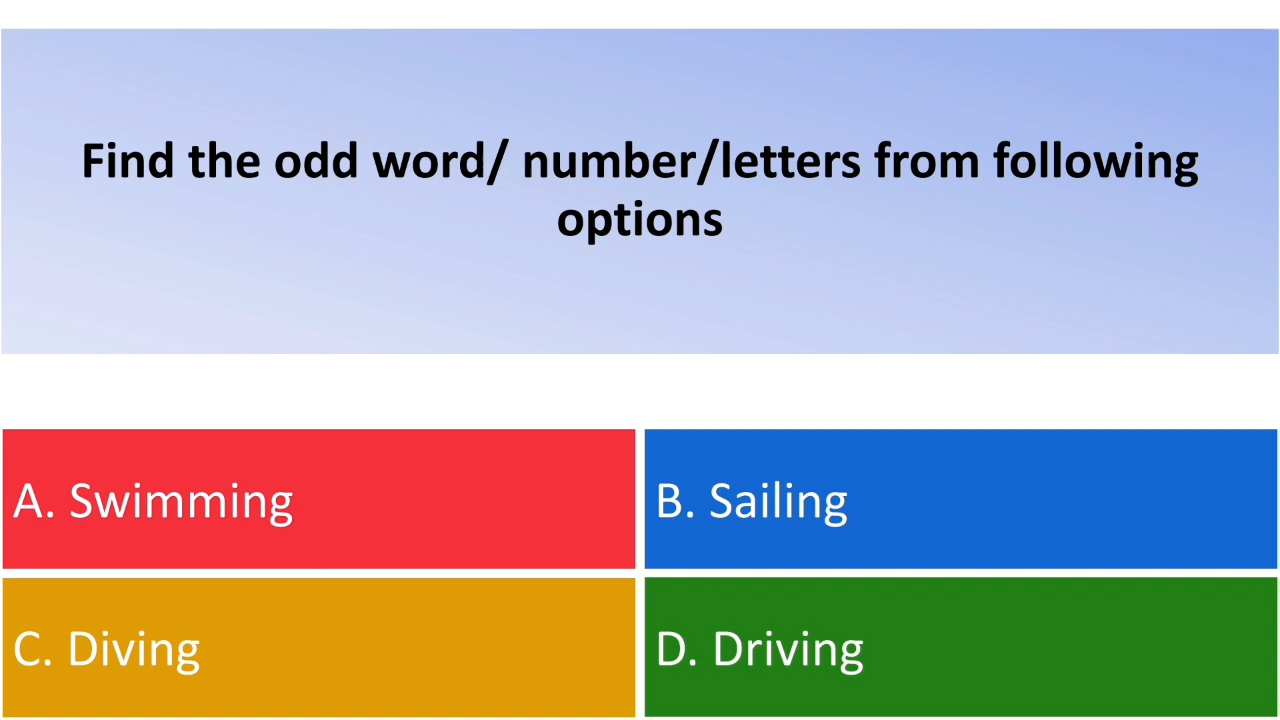 Find the odd word/ number/letters from following
options
A. Swimming
B. Sailing
C. Diving
D. Driving